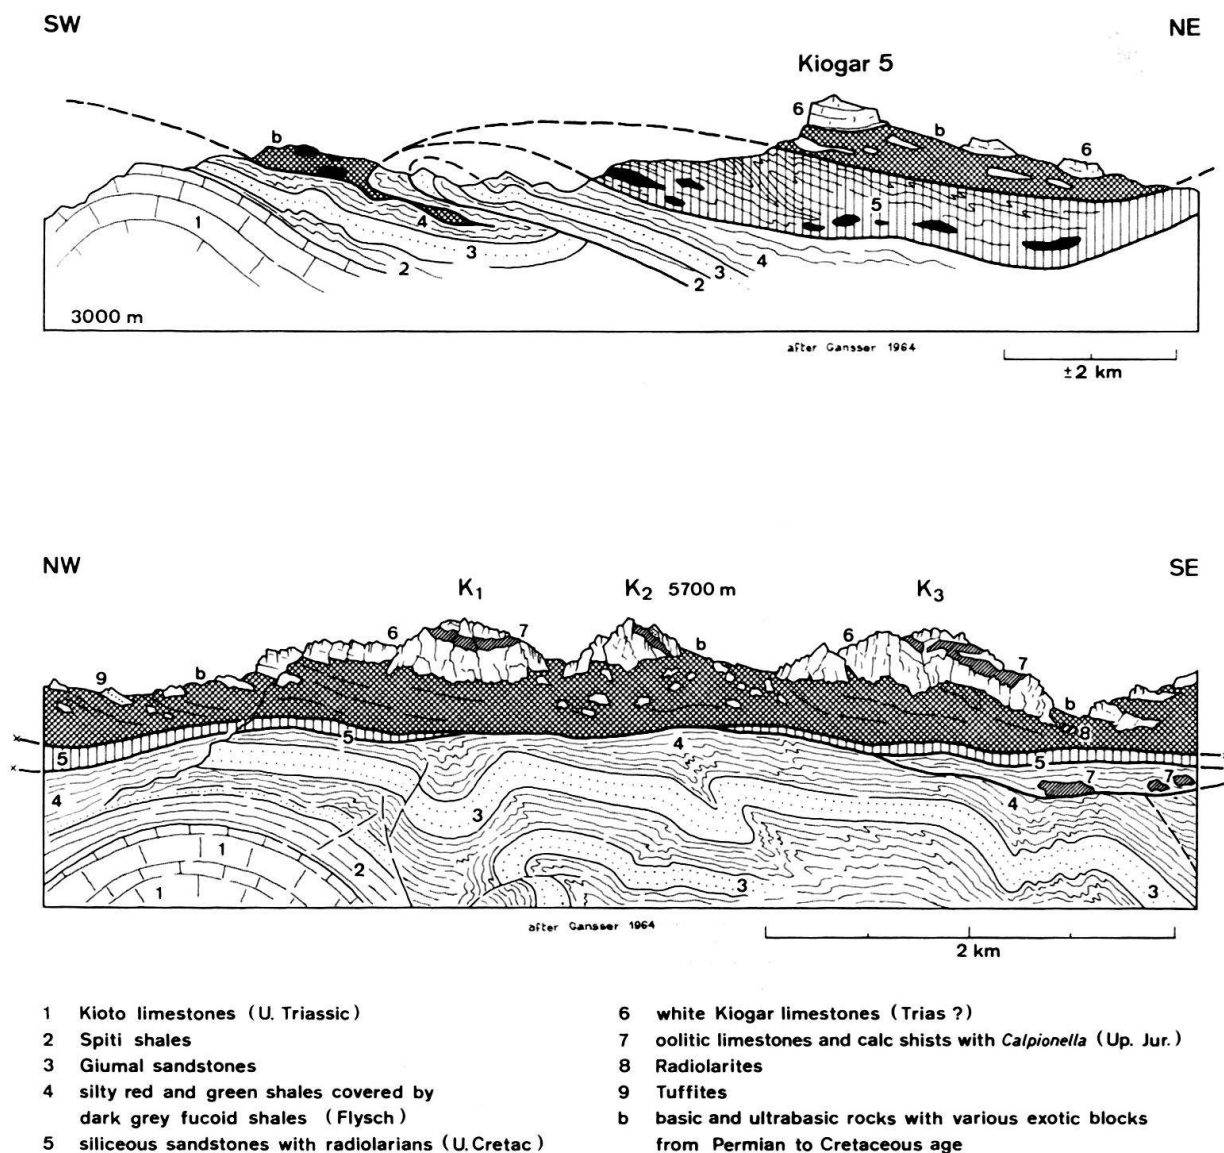 SW
NE
Kiogar 5
6
b
b
6
1
5
4
3
4
2
3
2
3000 m
after Gansser 1964
±2 km
NW
SE
K1
K2 5700 m
K3
6
7
b
6
9
b
7
b
8
5
5
4
5
7
7
4
4
3
1
2
3
3
1
after Gansser 1964
2 km
1 Kioto limestones (U. Triassic)
2 Spiti shales
3 Giumal sandstones
4 silty red and green shales covered by
dark grey fucoid shales (Flysch)
5 siliceous sandstones with radiolarians (U. Cretac)
6 white Kiogar limestones (Trias ?)
7 oolitic limestones and calc shists with Calpionella (Up. Jur.)
8 Radiolarites
9 Tuffites
b basic and ultrabasic rocks with various exotic blocks
from Permian to Cretaceous age